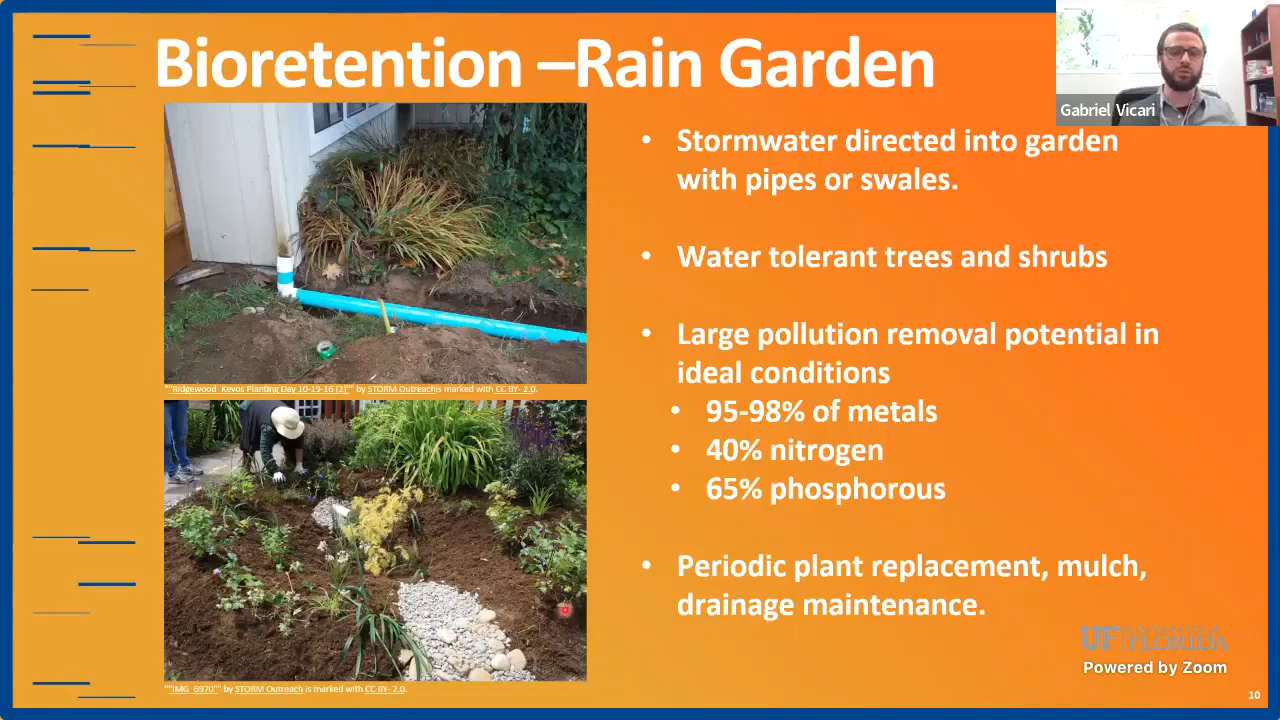 Bioretention –Rain Garden
Gabriel Vicari
• Stormwater directed into garden
with pipes or swales.
• Water tolerant trees and shrubs
• Large pollution removal potential in
ideal conditions
• 95-98% of metals
• 40% nitrogen
• 65% phosphorous
• Periodic plant replacement, mulch,
drainage maintenance.
""Ridgewood_Kevos Planting Day 10-19-16 (2)"" by STORM Outreachis marked with CC BY- 2.0.
""IMG_6970"" by STORM Outreach is marked with CC BY- 2.0.
UF UNIVERSITY of
FLORIDA
Powered by Zoom
10